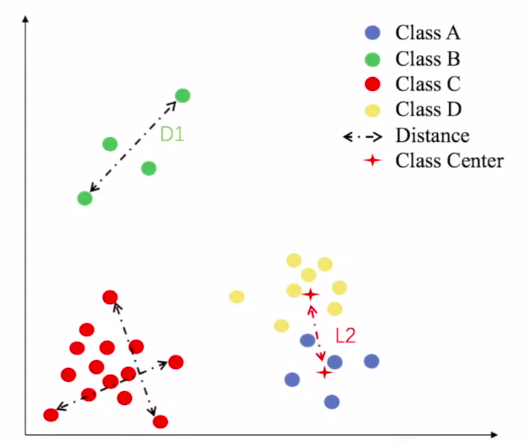 Class A
Class B
Class C
Class D
Distance
Class Center
D1
L2